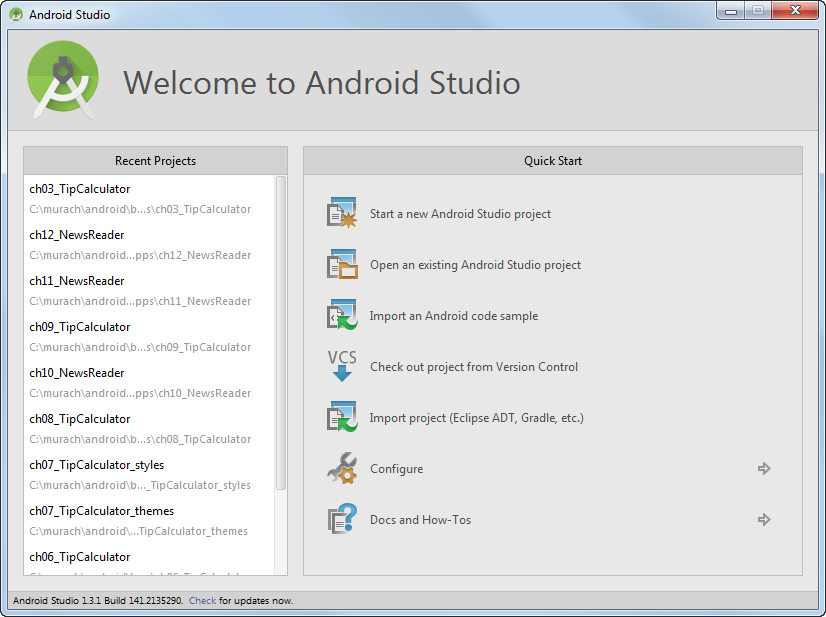 Android Studio
Welcome to Android Studio
Recent Projects
ch03_TipCalculator
C:\murach\android\b...s\ch03_TipCalculator
ch12_NewsReader
C:\murach\android...pps\ch12_NewsReader
ch11_NewsReader
C:\murach\android...pps\ch11_NewsReader
ch09_TipCalculator
C:\murach\android\b...s\ch09_TipCalculator
ch10_NewsReader
C:\murach\android...pps\ch10_NewsReader
ch08_TipCalculator
C:\murach\android\b...s\ch08_TipCalculator
ch07_TipCalculator_styles
C:\murach\android\b..._TipCalculator_styles
ch07_TipCalculator_themes
C:\murach\android\...TipCalculator_themes
ch06_TipCalculator
Quick Start
Start a new Android Studio project
Open an existing Android Studio project
Import an Android code sample
VCS
Check out project from Version Control
Import project (Eclipse ADT, Gradle, etc.)
Configure
Docs and How-Tos
Android Studio 1.3.1 Build 141.2135290. Check for updates now.